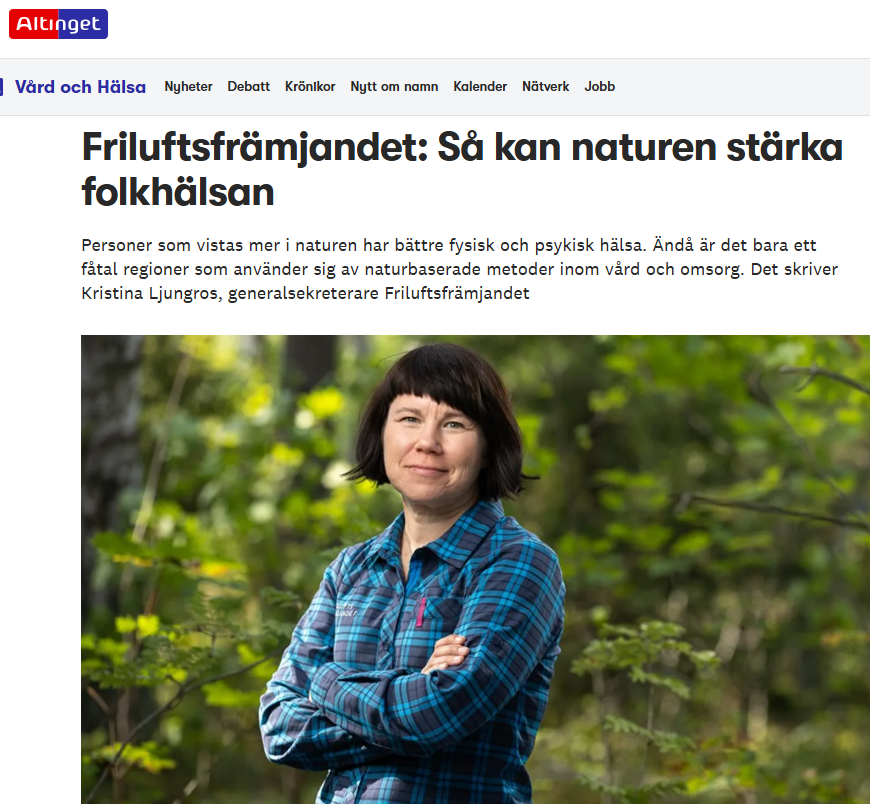 Altinget
Vård och Hälsa Nyheter Debatt Krönikor Nytt om namn Kalender Nätverk Jobb
Friluftsfrämjandet: Så kan naturen stärka
folkhälsan
Personer som vistas mer i naturen har bättre fysisk och psykisk hälsa. Ändå är det bara ett
fåtal regioner som använder sig av naturbaserade metoder inom vård och omsorg. Det skriver
Kristina Ljungros, generalsekreterare Friluftsfrämjandet